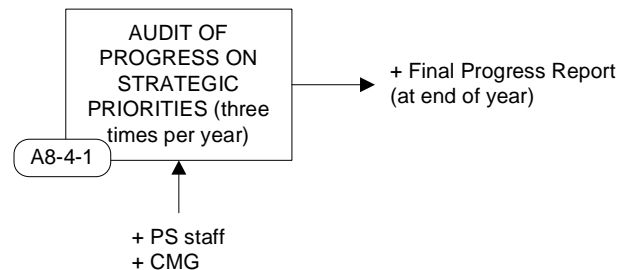 AUDIT OF
PROGRESS ON
STRATEGIC
PRIORITIES (three
times per year)
A8-4-1
+ Final Progress Report
(at end of year)
+ PS staff
+ CMG